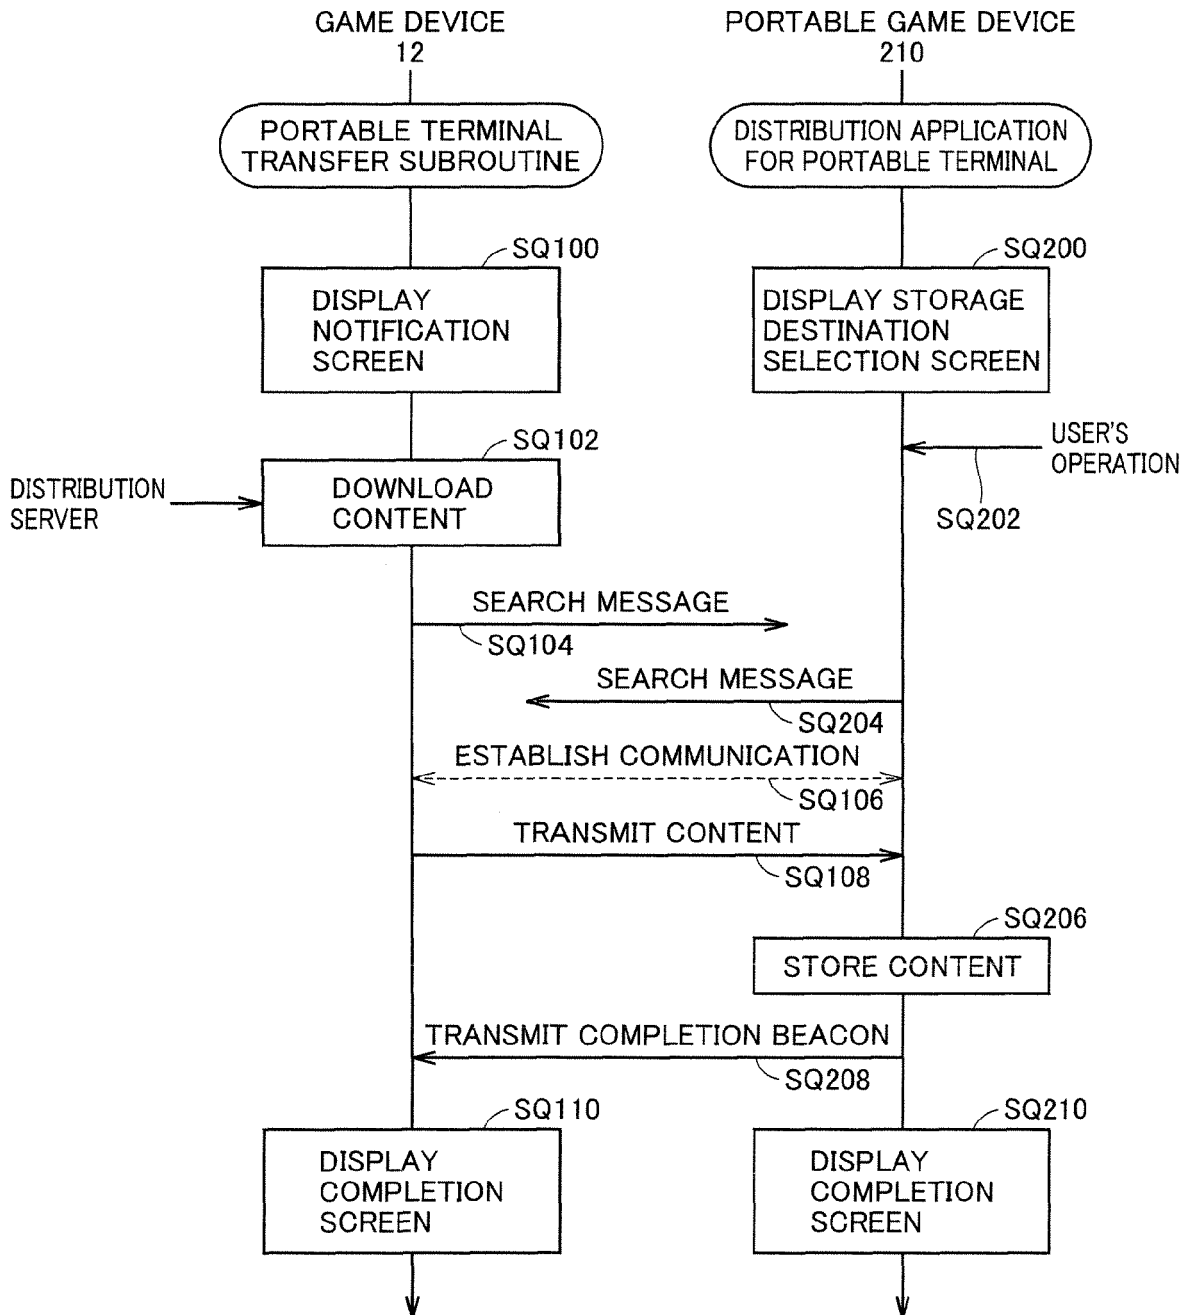 GAME DEVICE
12
PORTABLE GAME DEVICE
210
PORTABLE TERMINAL
TRANSFER SUBROUTINE
DISTRIBUTION APPLICATION
FOR PORTABLE TERMINAL
SQ100
DISPLAY
NOTIFICATION
SCREEN
SQ200
DISPLAY STORAGE
DESTINATION
SELECTION SCREEN
SQ102
DISTRIBUTION
SERVER
DOWNLOAD
CONTENT
USER'S
OPERATION
SQ202
SEARCH MESSAGE
SQ104
SEARCH MESSAGE
SQ204
ESTABLISH COMMUNICATION
SQ106
TRANSMIT CONTENT
SQ108
SQ206
STORE CONTENT
TRANSMIT COMPLETION BEACON
SQ208
SQ110
DISPLAY
COMPLETION
SCREEN
SQ210
DISPLAY
COMPLETION
SCREEN